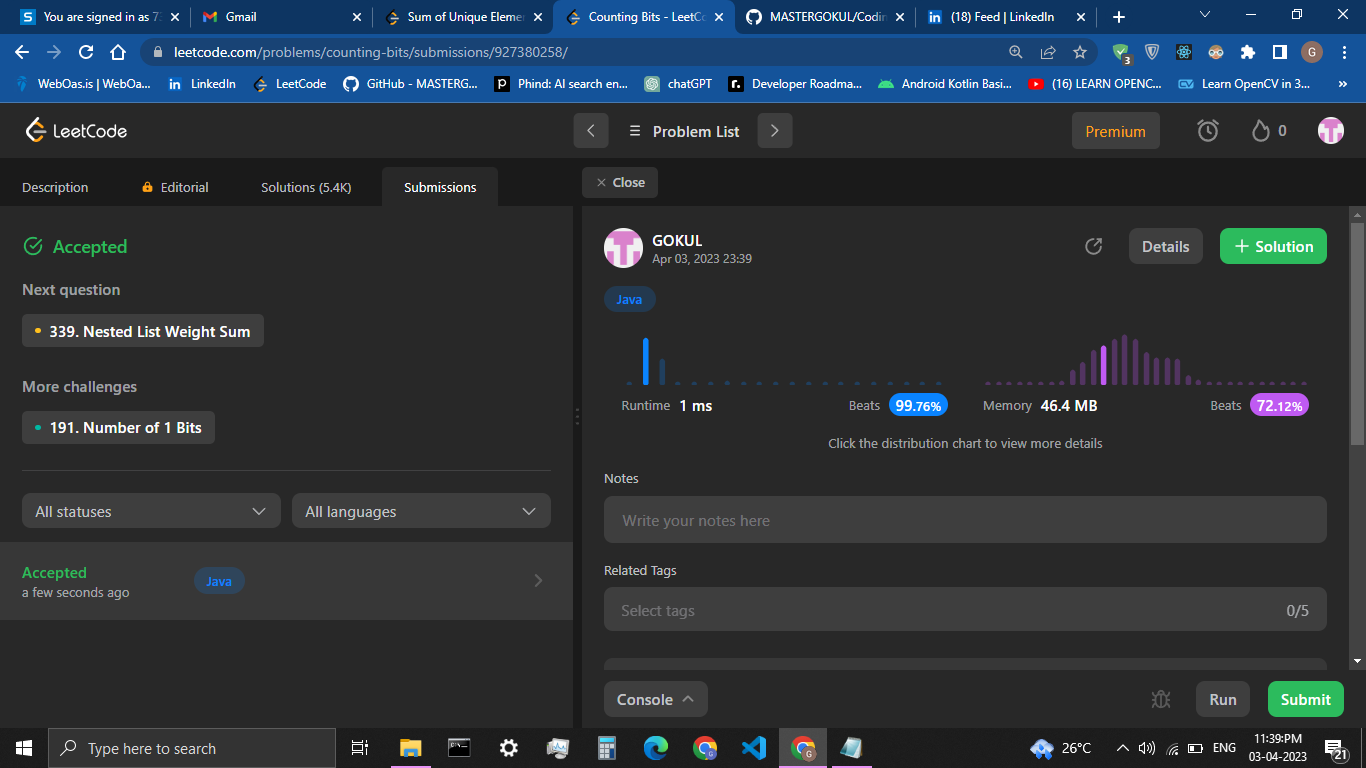 You are signed in as 7
Gmail
Sum of Unique Eleme
Counting Bits - LeetCo
MASTERGOKUL/Codin
(18) Feed | LinkedIn
leetcode.com/problems/counting-bits/submissions/927380258/
3
G
WebOas.is | WebOa...
LinkedIn
LeetCode
GitHub - MASTERG...
Phind: AI search en...
chatGPT
Developer Roadma...
Android Kotlin Basi...
(16) LEARN OPENC...
Learn OpenCV in 3...
»
LeetCode
Problem List
Premium
0
Description
Editorial
Solutions (5.4K)
Submissions
Close
Accepted
Next question
339. Nested List Weight Sum
More challenges
191. Number of 1 Bits
All statuses
All languages
Accepted
a few seconds ago
Java
GOKUL
Apr 03, 2023 23:39
Details
+ Solution
Java
Runtime 1 ms
Beats 99.76%
Memory 46.4 MB
Beats 72.12%
Click the distribution chart to view more details
Notes
Write your notes here
Related Tags
Select tags
0/5
Console
Run
Submit
Type here to search
26°C
ENG
11:39:PM
03-04-2023
21